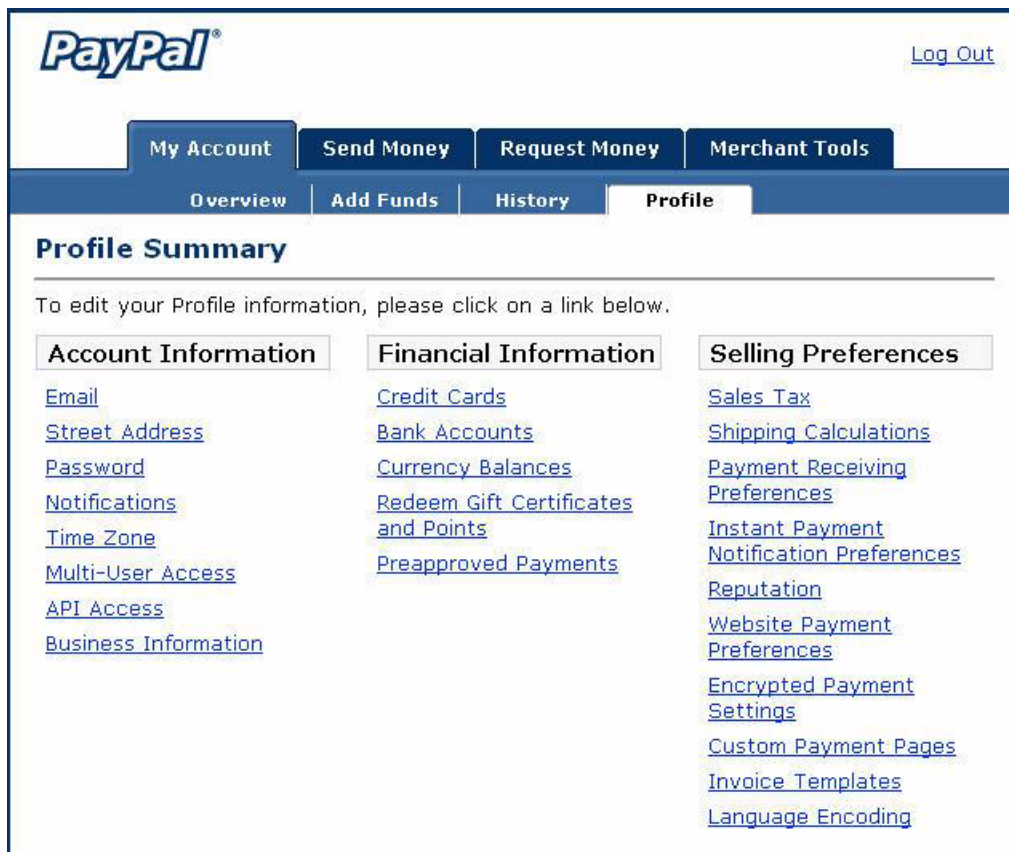 PayPal®
Log Out
My Account
Send Money
Request Money
Merchant Tools
Overview
Add Funds
History
Profile
Profile Summary
To edit your Profile information, please click on a link below.
Account Information
Email
Street Address
Password
Notifications
Time Zone
Multi-User Access
API Access
Business Information
Financial Information
Credit Cards
Bank Accounts
Currency Balances
Redeem Gift Certificates
and Points
Preapproved Payments
Selling Preferences
Sales Tax
Shipping Calculations
Payment Receiving
Preferences
Instant Payment
Notification Preferences
Reputation
Website Payment
Preferences
Encrypted Payment
Settings
Custom Payment Pages
Invoice Templates
Language Encoding